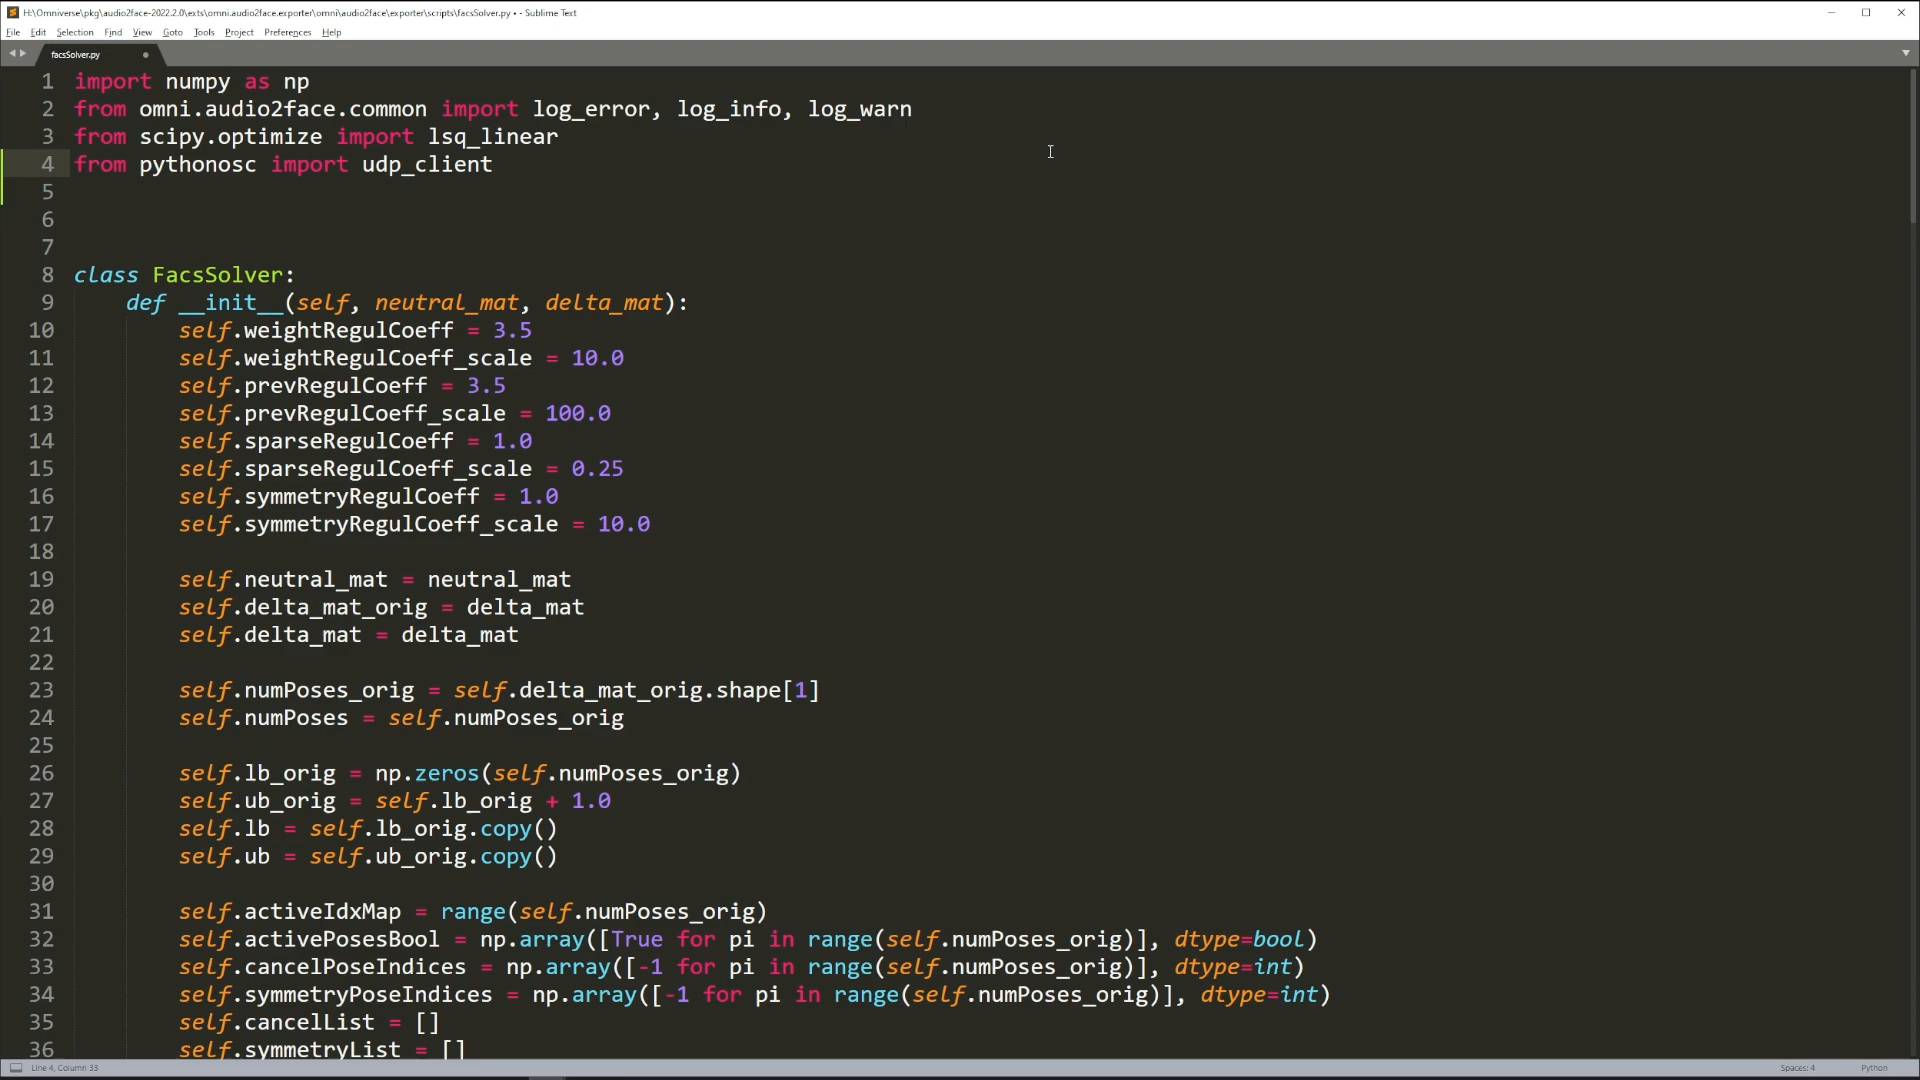 H:\Omniverse\pkg\audio2face-2022.2.0\exts\omni.audio2face.exporter\omni\audio2face\exporter\scripts\facsSolver.py • - Sublime Text
File Edit Selection Find View Goto Tools Project Preferences Help
facsSolver.py
1 import numpy as np
2 from omni.audio2face.common import log_error, log_info, log_warn
3 from scipy.optimize import lsq_linear
4 from pythonosc import udp_client
5
6
7
8 class FacsSolver:
9     def __init__(self, neutral_mat, delta_mat):
10         self.weightRegulCoeff = 3.5
11         self.weightRegulCoeff_scale = 10.0
12         self.prevRegulCoeff = 3.5
13         self.prevRegulCoeff_scale = 100.0
14         self.sparseRegulCoeff = 1.0
15         self.sparseRegulCoeff_scale = 0.25
16         self.symmetryRegulCoeff = 1.0
17         self.symmetryRegulCoeff_scale = 10.0
18
19         self.neutral_mat = neutral_mat
20         self.delta_mat_orig = delta_mat
21         self.delta_mat = delta_mat
22
23         self.numPoses_orig = self.delta_mat_orig.shape[1]
24         self.numPoses = self.numPoses_orig
25
26         self.lb_orig = np.zeros(self.numPoses_orig)
27         self.ub_orig = self.lb_orig + 1.0
28         self.lb = self.lb_orig.copy()
29         self.ub = self.ub_orig.copy()
30
31         self.activeIdxMap = range(self.numPoses_orig)
32         self.activePosesBool = np.array([True for pi in range(self.numPoses_orig)], dtype=bool)
33         self.cancelPoseIndices = np.array([-1 for pi in range(self.numPoses_orig)], dtype=int)
34         self.symmetryPoseIndices = np.array([-1 for pi in range(self.numPoses_orig)], dtype=int)
35         self.cancelList = []
36         self.symmetryList = []
Line 4, Column 33 Spaces: 4 Python